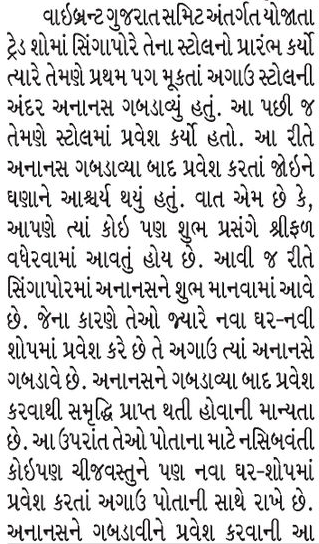 વાઇબ્રન્ટ ગુજરાત સમિટ અંતર્ગત યોજાતા
ટ્રેડ શોમાં સિંગાપોરે તેના સ્ટોલનો પ્રારંભ કર્યો
ત્યારે તેમણે પ્રથમ પગ મૂકતાં અગાઉ સ્ટોલની
અંદર અનાનસ ગબડાવ્યું હતું. આ પછી જ
તેમણે સ્ટોલમાં પ્રવેશ કર્યો હતો. આ રીતે
અનાનસ ગબડાવ્યા બાદ પ્રવેશ કરતાં જોઇને
ઘણાને આશ્ચર્ય થયું હતું. વાત એમ છે કે,
આપણે ત્યાં કોઇ પણ શુભ પ્રસંગે શ્રીફળ
વધેરવામાં આવતું હોય છે. આવી જ રીતે
સિંગાપોરમાં અનાનસને શુભ માનવામાં આવે
છે. જેના કારણે તેઓ જ્યારે નવા ઘર-નવી
શોપમાં પ્રવેશ કરે છે તે અગાઉ ત્યાં અનાનસે
ગબડાવે છે. અનાનસને ગબડાવ્યા બાદ પ્રવેશ
કરવાથી સમૃદ્ધિ પ્રાપ્ત થતી હોવાની માન્યતા
છે. આ ઉપરાંત તેઓ પોતાના માટે નસિબવંતી
કોઇપણ ચીજવસ્તુને પણ નવા ઘર-શોપમાં
પ્રવેશ કરતાં અગાઉ પોતાની સાથે રાખે છે.
અનાનસને ગબડાવીને પ્રવેશ કરવાની આ